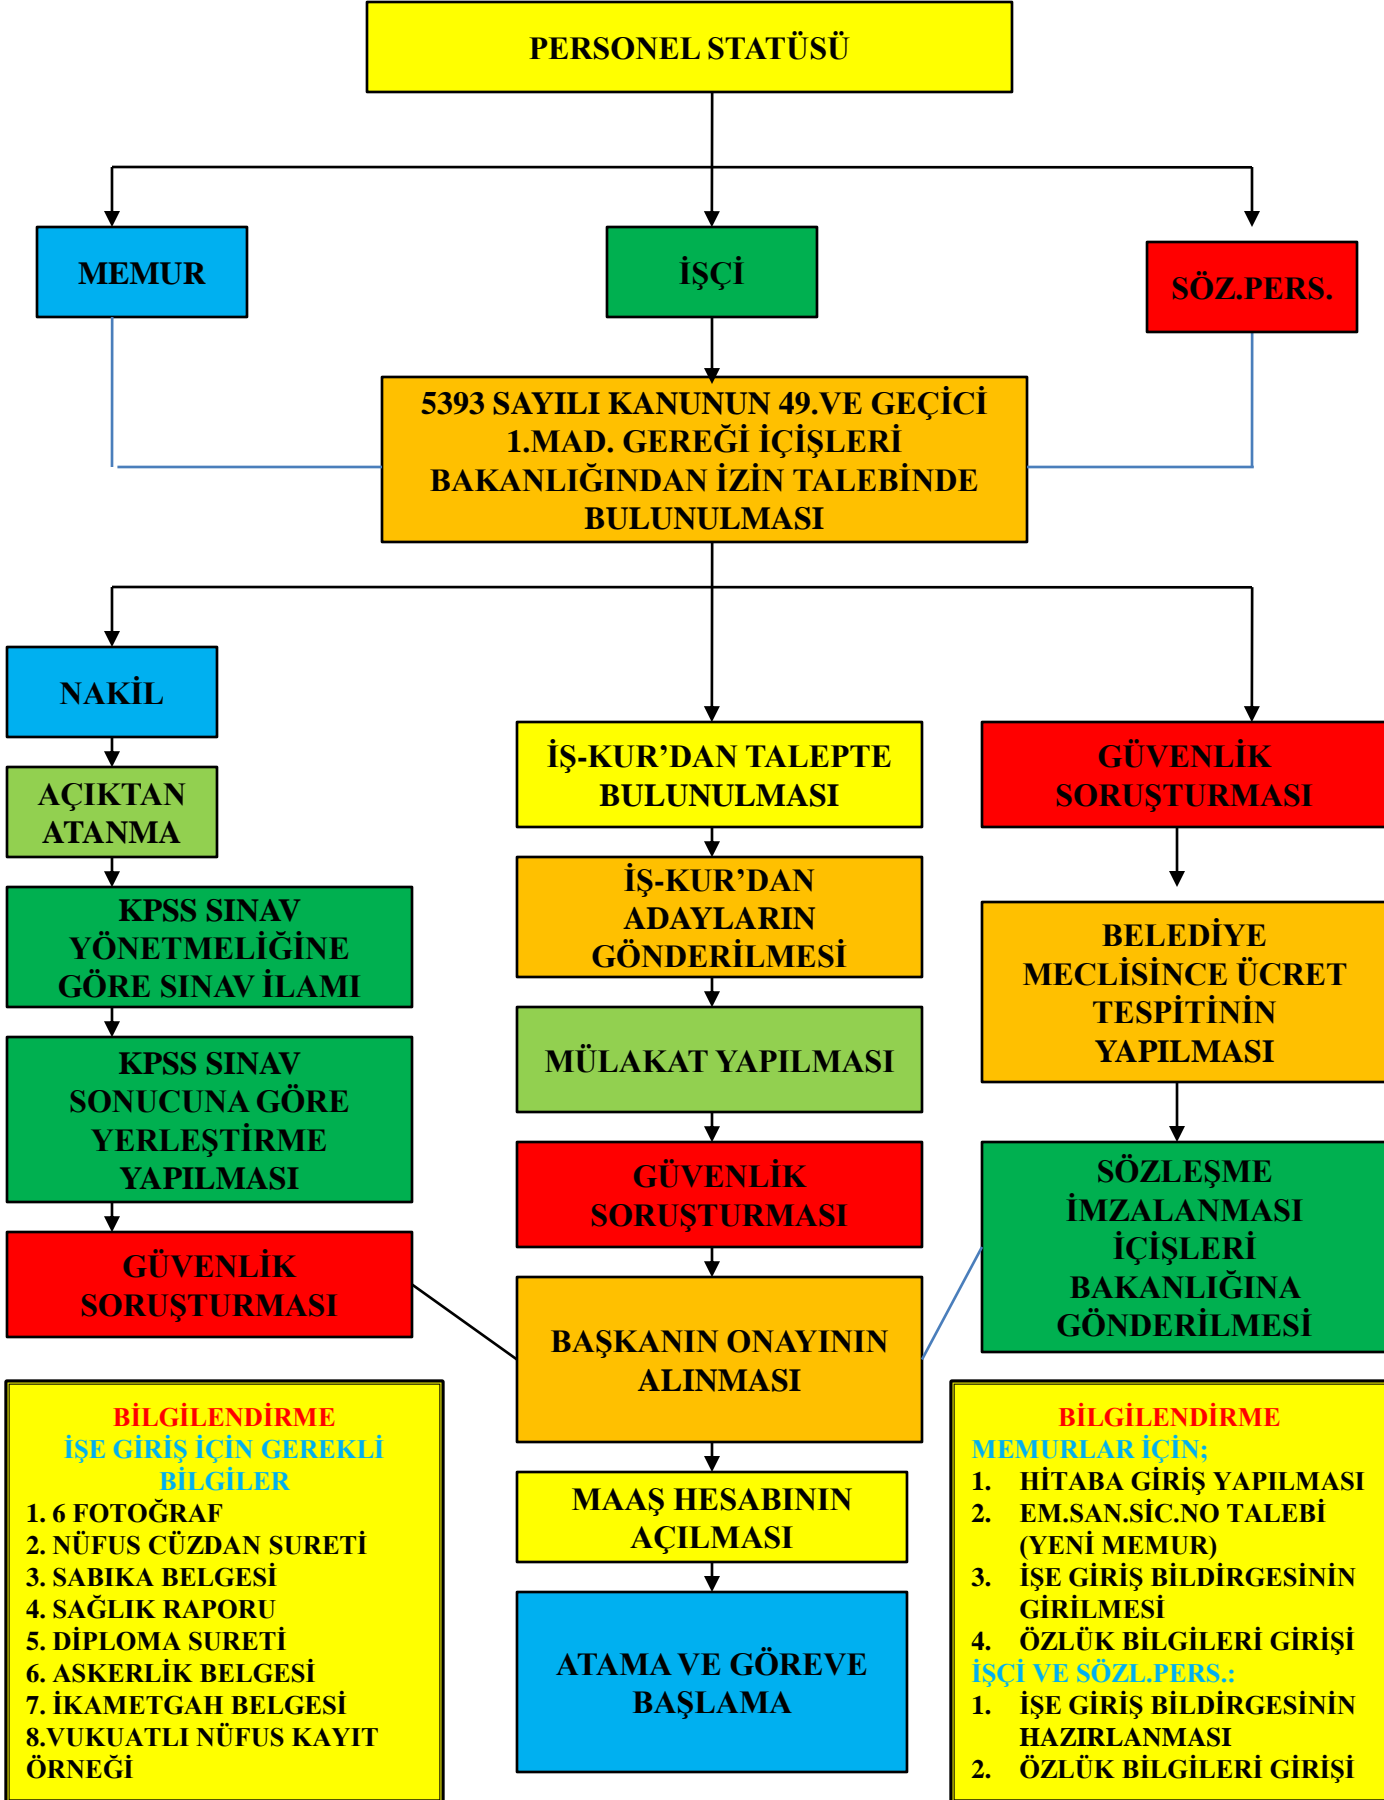 PERSONEL STATÜSÜ
MEMUR
İŞÇİ
SÖZ.PERS.
5393 SAYILI KANUNUN 49.VE GEÇİCİ
1.MAD. GEREĞİ İÇİŞLERİ
BAKANLIĞINDAN İZİN TALEBİNDE
BULUNULMASI
NAKİL
AÇIKTAN
ATANMA
KPSS SINAV
YÖNETMELİĞİNE
GÖRE SINAV İLAMI
KPSS SINAV
SONUCUNA GÖRE
YERLEŞTİRME
YAPILMASI
GÜVENLİK
SORUŞTURMASI
İŞ-KUR’DAN TALEPTE
BULUNULMASI
İŞ-KUR’DAN
ADAYLARIN
GÖNDERİLMESİ
MÜLAKAT YAPILMASI
GÜVENLİK
SORUŞTURMASI
BAŞKANIN ONAYININ
ALINMASI
MAAŞ HESABININ
AÇILMASI
ATAMA VE GÖREVE
BAŞLAMA
GÜVENLİK
SORUŞTURMASI
BELEDİYE
MECLİSİNCE ÜCRET
TESPİTİNİN
YAPILMASI
SÖZLEŞME
İMZALANMASI
İÇİŞLERİ
BAKANLIĞINA
GÖNDERİLMESİ
BİLGİLENDİRME
İŞE GİRİŞ İÇİN GEREKLİ
BİLGİLER
1. 6 FOTOĞRAF
2. NÜFUS CÜZDAN SURETİ
3. SABIKA BELGESİ
4. SAĞLIK RAPORU
5. DİPLOMA SURETİ
6. ASKERLİK BELGESİ
7. İKAMETGAH BELGESİ
8.VUKUATLI NÜFUS KAYIT
ÖRNEĞİ
BİLGİLENDİRME
MEMURLAR İÇİN;
1. HİTABA GİRİŞ YAPILMASI
2. EM.SAN.SİC.NO TALEBİ
(YENİ MEMUR)
3. İŞE GİRİŞ BİLDİRGESİNİN
GİRİLMESİ
4. ÖZLÜK BİLGİLERİ GİRİŞİ
İŞÇİ VE SÖZL.PERS.:
1. İŞE GİRİŞ BİLDİRGESİNİN
HAZIRLANMASI
2. ÖZLÜK BİLGİLERİ GİRİŞİ